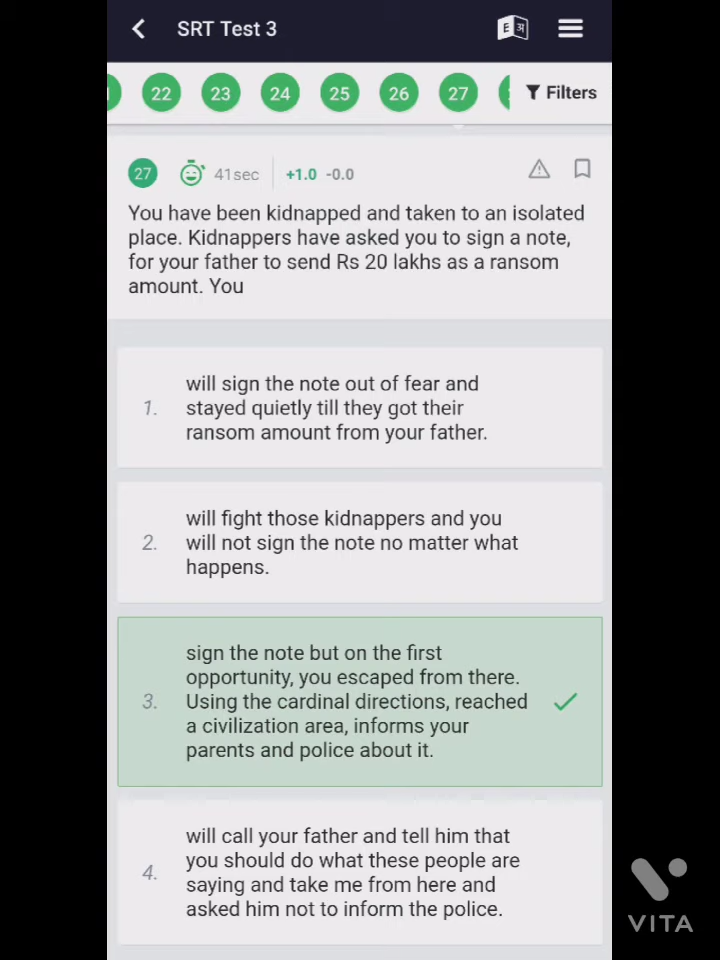 SRT Test 3
E अ
22 23 24 25 26 27 Filters
27 41sec +1.0 -0.0
You have been kidnapped and taken to an isolated
place. Kidnappers have asked you to sign a note,
for your father to send Rs 20 lakhs as a ransom
amount. You
1. will sign the note out of fear and
stayed quietly till they got their
ransom amount from your father.
2. will fight those kidnappers and you
will not sign the note no matter what
happens.
3. sign the note but on the first
opportunity, you escaped from there.
Using the cardinal directions, reached
a civilization area, informs your
parents and police about it.
4. will call your father and tell him that
you should do what these people are
saying and take me from here and
asked him not to inform the police.
VITA